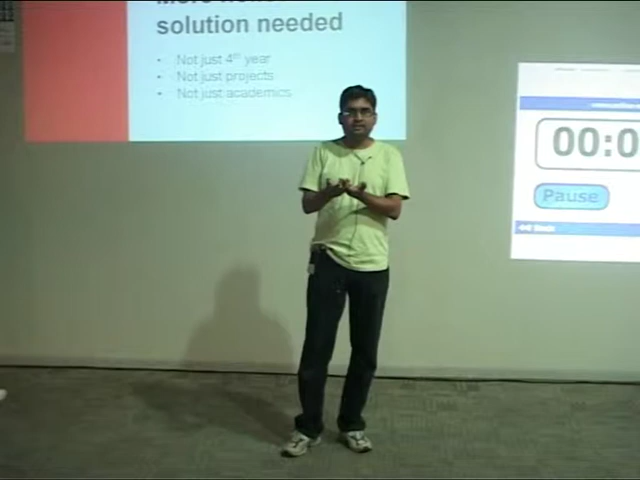 solution needed
• Not just 4th year
• Not just projects
• Not just academics
00:0
Pause